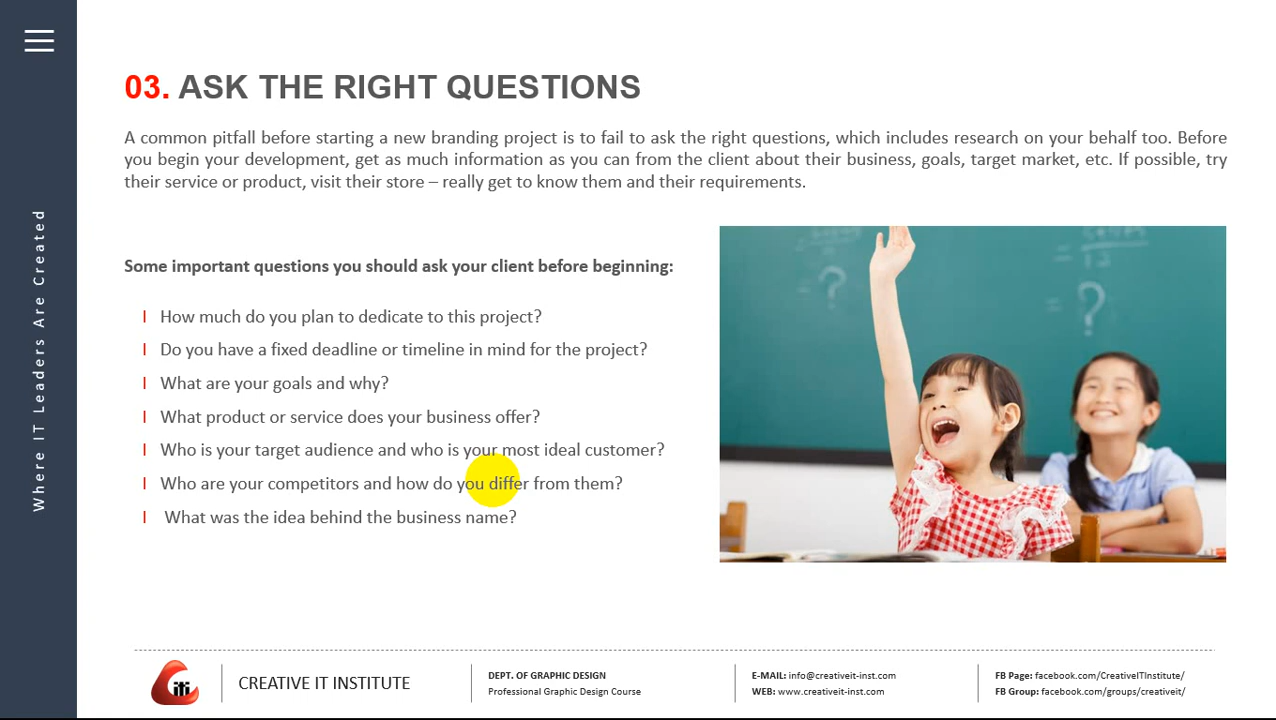 03. ASK THE RIGHT QUESTIONS
A common pitfall before starting a new branding project is to fail to ask the right questions, which includes research on your behalf too. Before
you begin your development, get as much information as you can from the client about their business, goals, target market, etc. If possible, try
their service or product, visit their store – really get to know them and their requirements.
Where IT Leaders Are Created
Some important questions you should ask your client before beginning:
How much do you plan to dedicate to this project?
Do you have a fixed deadline or timeline in mind for the project?
What are your goals and why?
What product or service does your business offer?
Who is your target audience and who is your most ideal customer?
Who are your competitors and how do you differ from them?
What was the idea behind the business name?
= ?
= ?
iti
CREATIVE IT INSTITUTE
DEPT. OF GRAPHIC DESIGN
Professional Graphic Design Course
E-MAIL: info@creativeit-inst.com
WEB: www.creativeit-inst.com
FB Page: facebook.com/CreativeITInstitute/
FB Group: facebook.com/groups/creativeit/